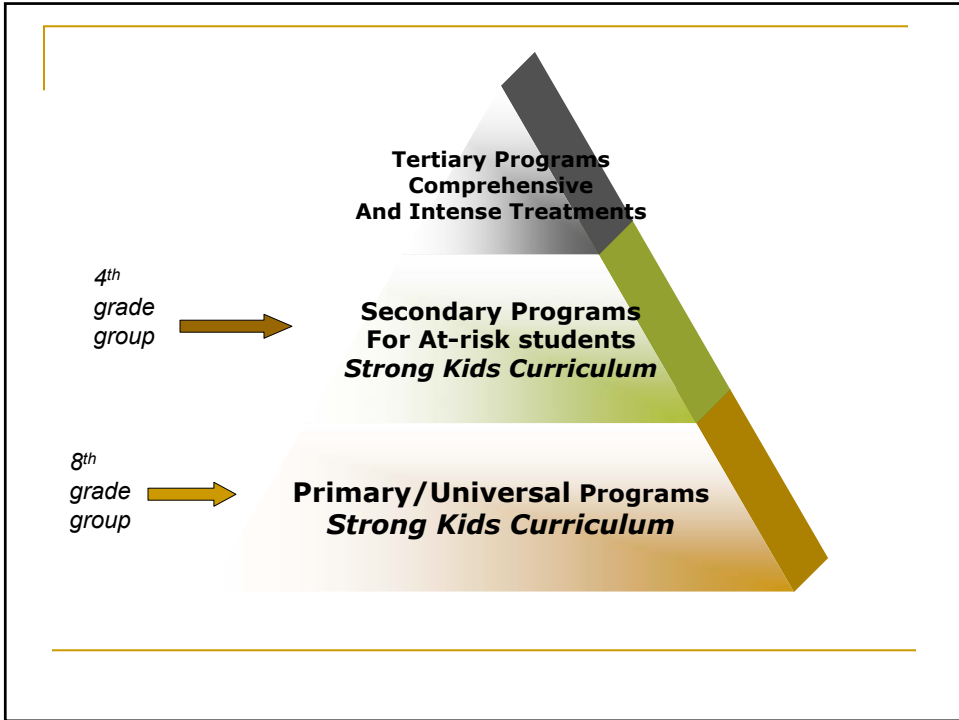 Tertiary Programs
Comprehensive
And Intense Treatments
4th
grade
group
Secondary Programs
For At-risk students
Strong Kids Curriculum
8th
grade
group
Primary/Universal Programs
Strong Kids Curriculum